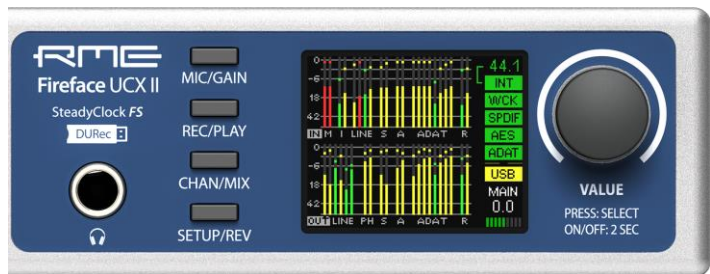 RME
Fireface UCX II
SteadyClock FS
DURec
MIC/GAIN
REC/PLAY
CHAN/MIX
SETUP/REV
0
-6
18
42
IN M I LINE S A ADAT R
0
-6
18
42
OUT LINE PH S A ADAT R
44.1
INT
WCK
SPDIF
AES
ADAT
USB
MAIN
0.0
VALUE
PRESS: SELECT
ON/OFF: 2 SEC